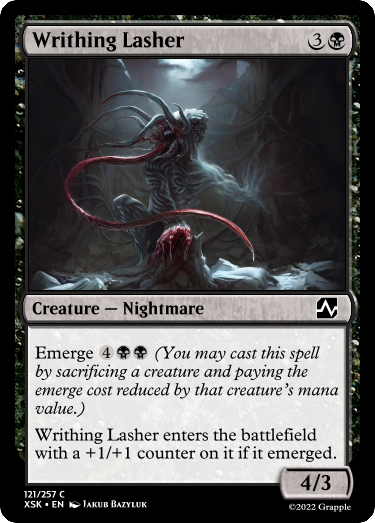 Writhing Lasher 3
Creature — Nightmare
Emerge 4 (You may cast this spell
by sacrificing a creature and paying the
emerge cost reduced by that creature's mana
value.)
Writhing Lasher enters the battlefield
with a +1/+1 counter on it if it emerged.
4/3
121/257 C
XSK • EN Jakub Bazyluk
©2022 Grapple